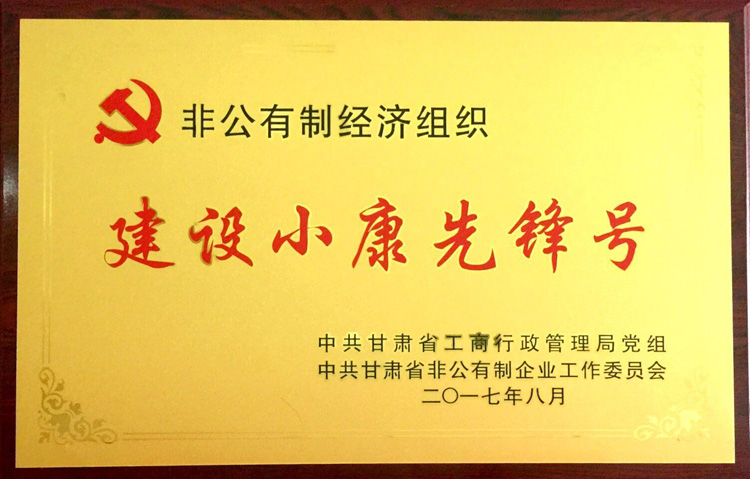 非公有制经济组织
建设小康先锋号
中共甘肃省工商行政管理局党组
中共甘肃省非公有制企业工作委员会
二〇一七年八月